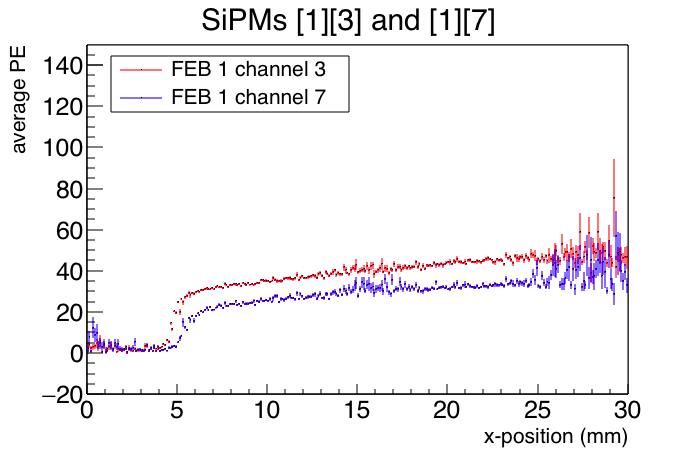 SiPMs [1][3] and [1][7]
average PE
FEB 1 channel 3
FEB 1 channel 7
140
120
100
80
60
40
20
0
−20
0 5 10 15 20 25 30
x-position (mm)